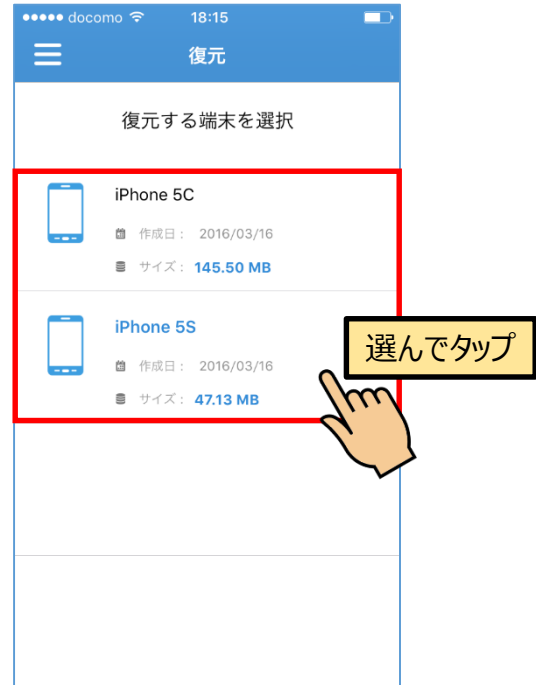 docomo 18:15
復元
復元する端末を選択
iPhone 5C
作成日： 2016/03/16
サイズ： 145.50 MB
iPhone 5S
作成日： 2016/03/16
サイズ： 47.13 MB
選んでタップ